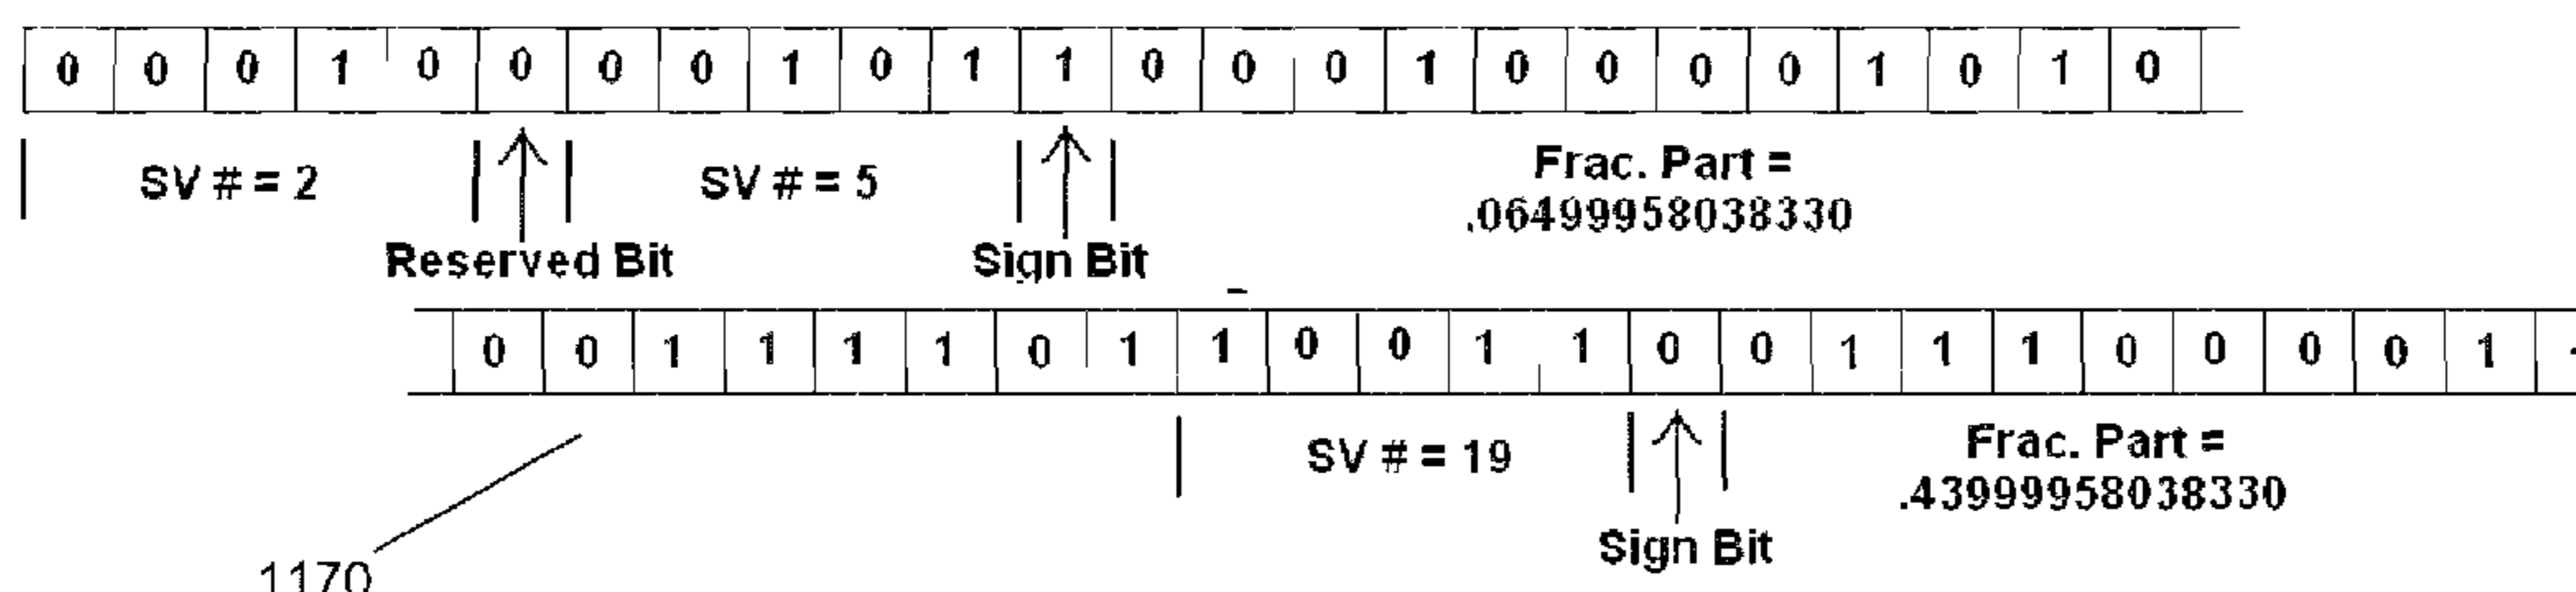 0 0 0 1 0 0 0 0 1 0 1 1 0 0 0 1 0 0 0 0 1 0 1 0
SV # = 2
SV # = 5
Frac. Part =
.06499958038330
Reserved Bit
Sign Bit
0 0 1 1 1 1 0 1 1 0 0 1 1 0 0 1 1 1 0 0 0 0 1
SV # = 19
Frac. Part =
.43999958038330
Sign Bit
1170